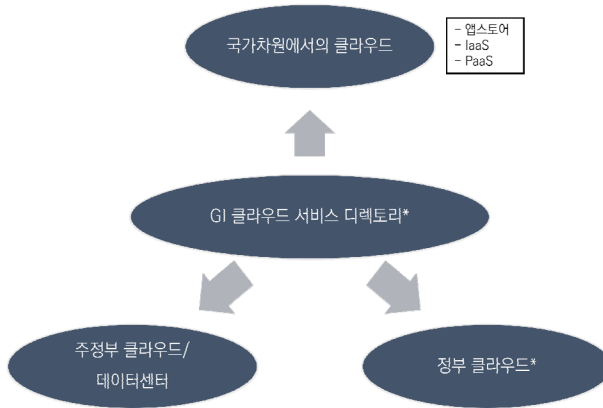 국가차원에서의 클라우드
- 앱스토어
- IaaS
- PaaS
GI 클라우드 서비스 디렉토리*
주정부 클라우드/
데이터센터
정부 클라우드*